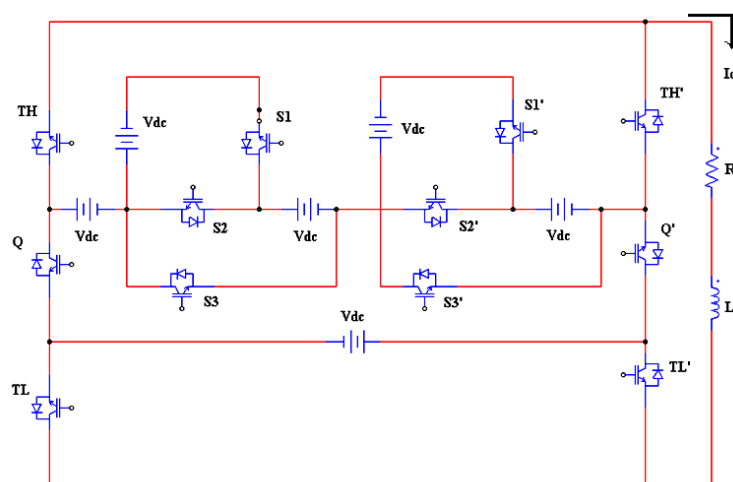 TH
Vdc
S1
Vdc
S1'
TH'
R
Vdc
S2
Vdc
S2'
Vdc
Q
Q'
S3
S3'
L
Vdc
TL
TL'